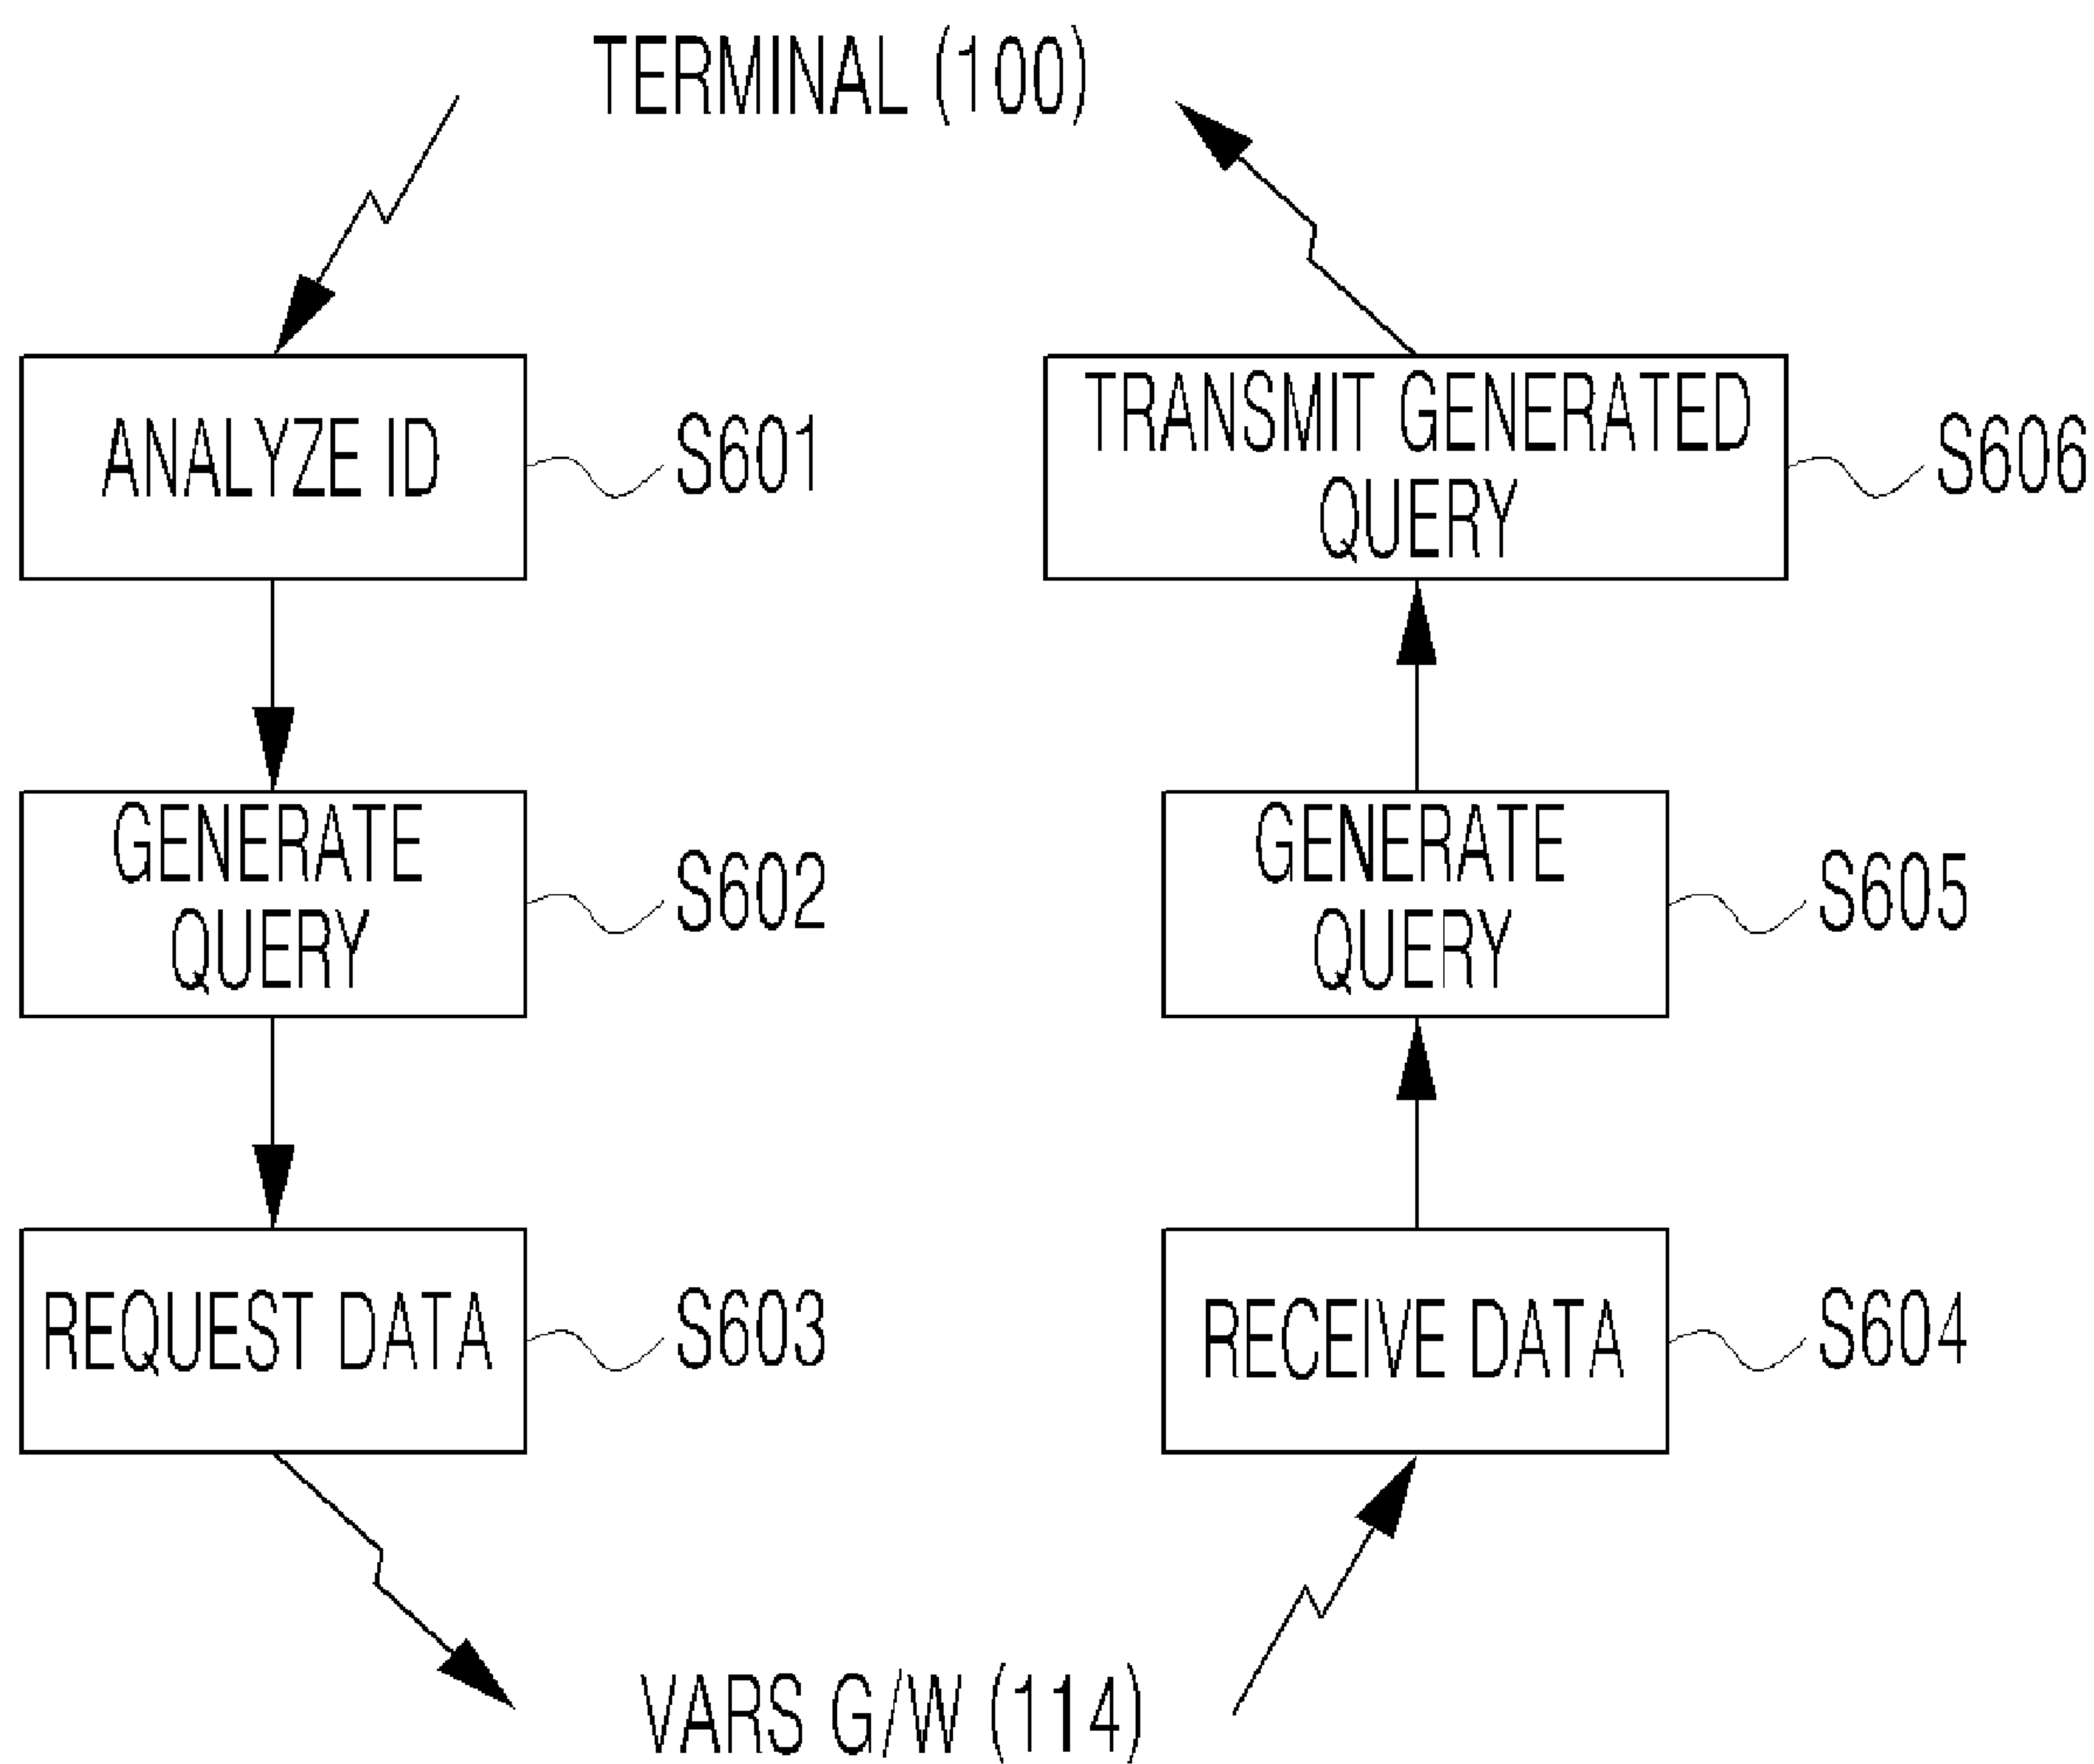 TERMINAL (100)
ANALYZE ID
S601
GENERATE
QUERY
S602
REQUEST DATA
S603
VARS G/W (114)
RECEIVE DATA
S604
GENERATE
QUERY
S605
TRANSMIT GENERATED
QUERY
S606